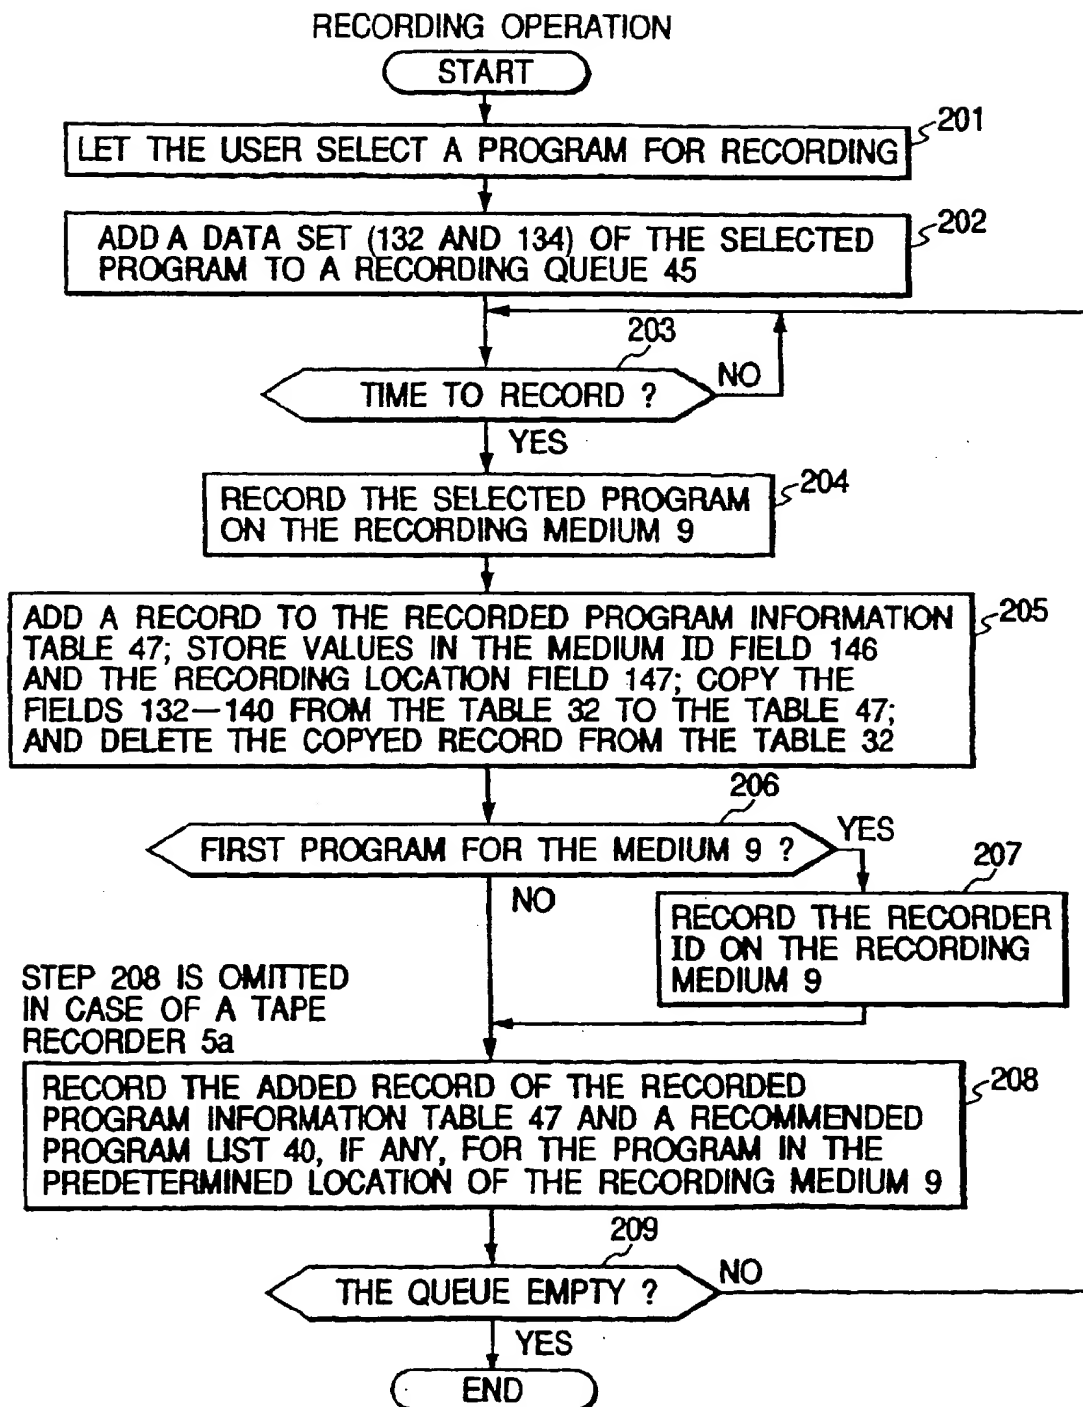 RECORDING OPERATION
START
201
LET THE USER SELECT A PROGRAM FOR RECORDING
202
ADD A DATA SET (132 AND 134) OF THE SELECTED
PROGRAM TO A RECORDING QUEUE 45
203
TIME TO RECORD ?
NO
YES
204
RECORD THE SELECTED PROGRAM
ON THE RECORDING MEDIUM 9
205
ADD A RECORD TO THE RECORDED PROGRAM INFORMATION
TABLE 47; STORE VALUES IN THE MEDIUM ID FIELD 146
AND THE RECORDING LOCATION FIELD 147; COPY THE
FIELDS 132—140 FROM THE TABLE 32 TO THE TABLE 47;
AND DELETE THE COPYED RECORD FROM THE TABLE 32
206
FIRST PROGRAM FOR THE MEDIUM 9 ?
YES
NO
207
RECORD THE RECORDER
ID ON THE RECORDING
MEDIUM 9
STEP 208 IS OMITTED
IN CASE OF A TAPE
RECORDER 5a
208
RECORD THE ADDED RECORD OF THE RECORDED
PROGRAM INFORMATION TABLE 47 AND A RECOMMENDED
PROGRAM LIST 40, IF ANY, FOR THE PROGRAM IN THE
PREDETERMINED LOCATION OF THE RECORDING MEDIUM 9
209
THE QUEUE EMPTY ?
NO
YES
END